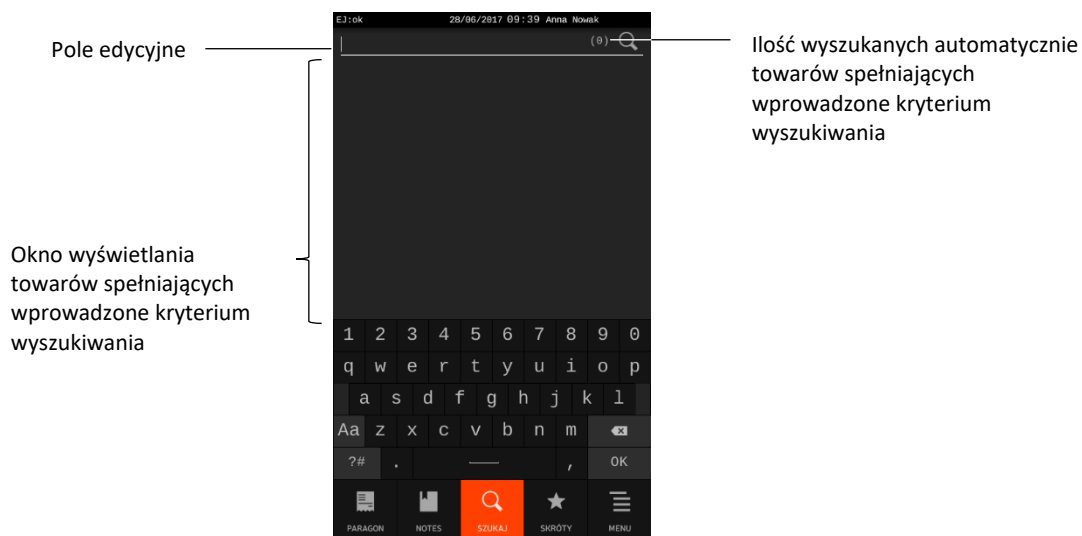 EJ:ok 28/06/2017 09:39 Anna Nowak
Pole edycyjne
(0)
Ilość wyszukanych automatycznie
towarów spełniających
wprowadzone kryterium
wyszukiwania
Okno wyświetlania
towarów spełniających
wprowadzone kryterium
wyszukiwania
1 2 3 4 5 6 7 8 9 0
q w e r t y u i o p
a s d f g h j k l
Aa z x c v b n m
?# . , OK
PARAGON NOTES SZUKAJ SKRÓTY MENU